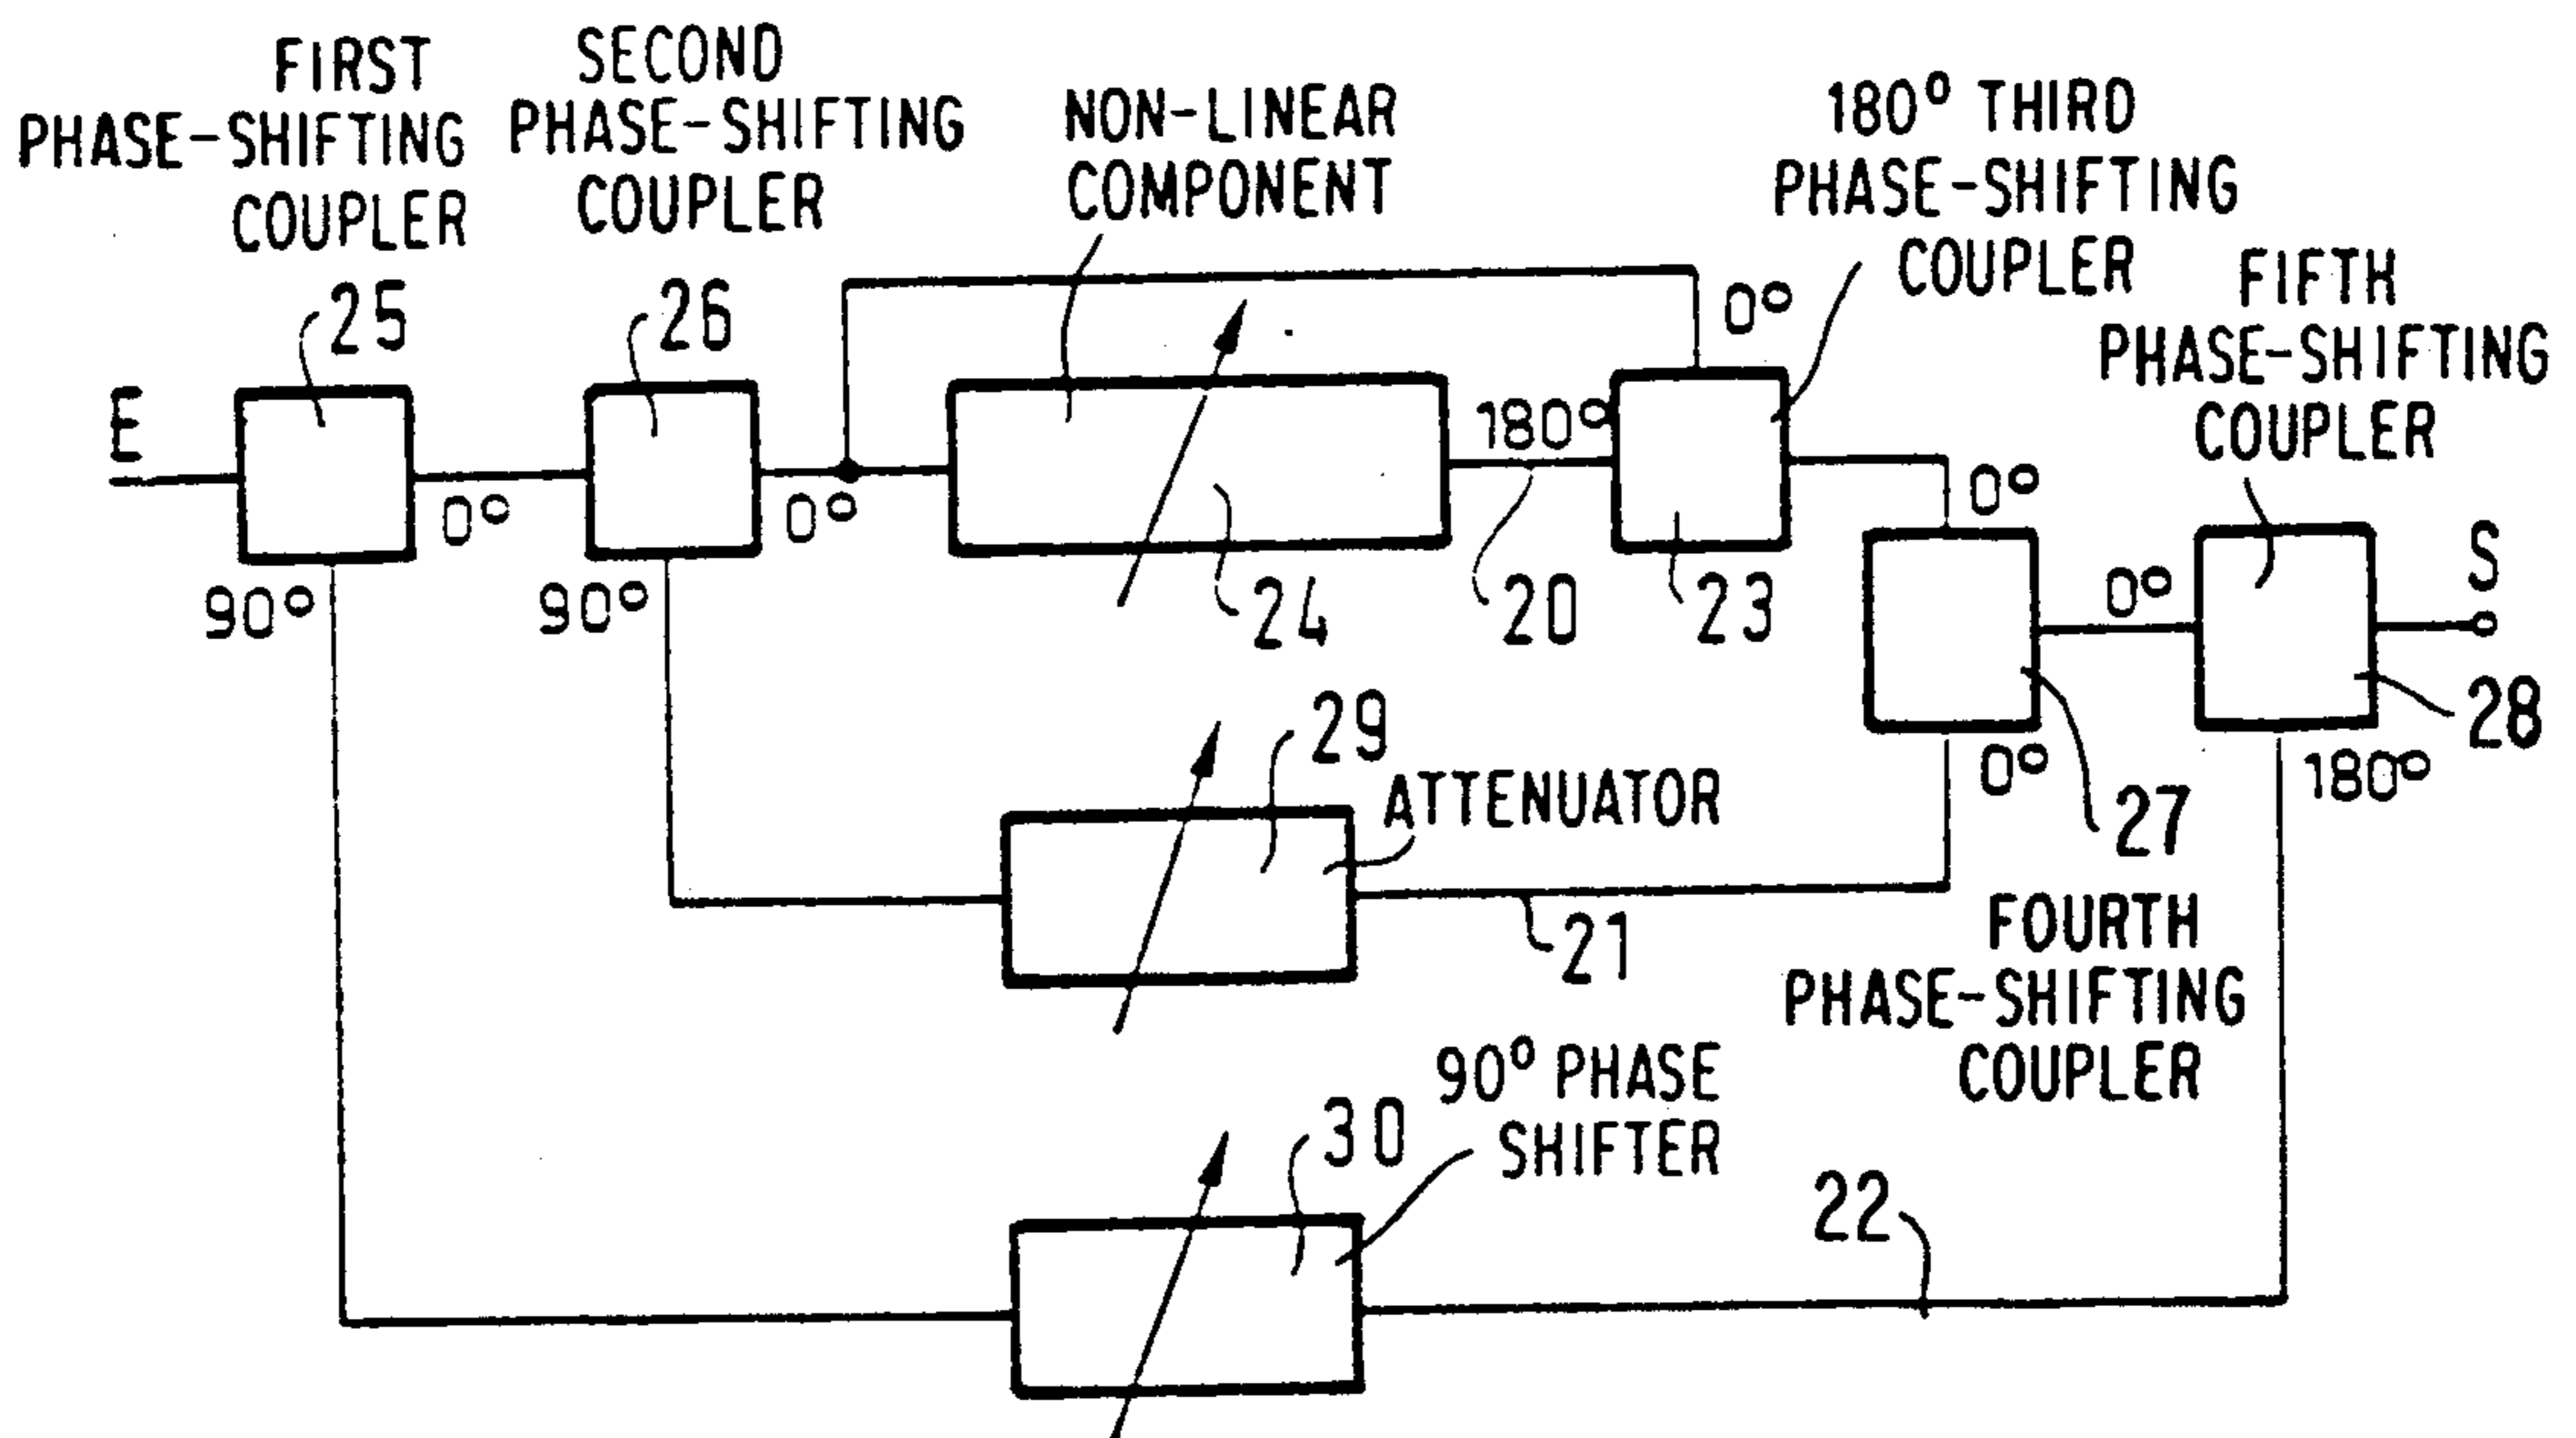 FIRST
PHASE-SHIFTING
COUPLER
SECOND
PHASE-SHIFTING
COUPLER
NON-LINEAR
COMPONENT
180° THIRD
PHASE-SHIFTING
COUPLER
FIFTH
PHASE-SHIFTING
COUPLER
25
26
0°
E
180°
0°
0°
0°
0°
S
90°
90°
24
20
23
0°
28
180°
29
ATTENUATOR
27
21
FOURTH
PHASE-SHIFTING
COUPLER
90° PHASE
SHIFTER
30
22